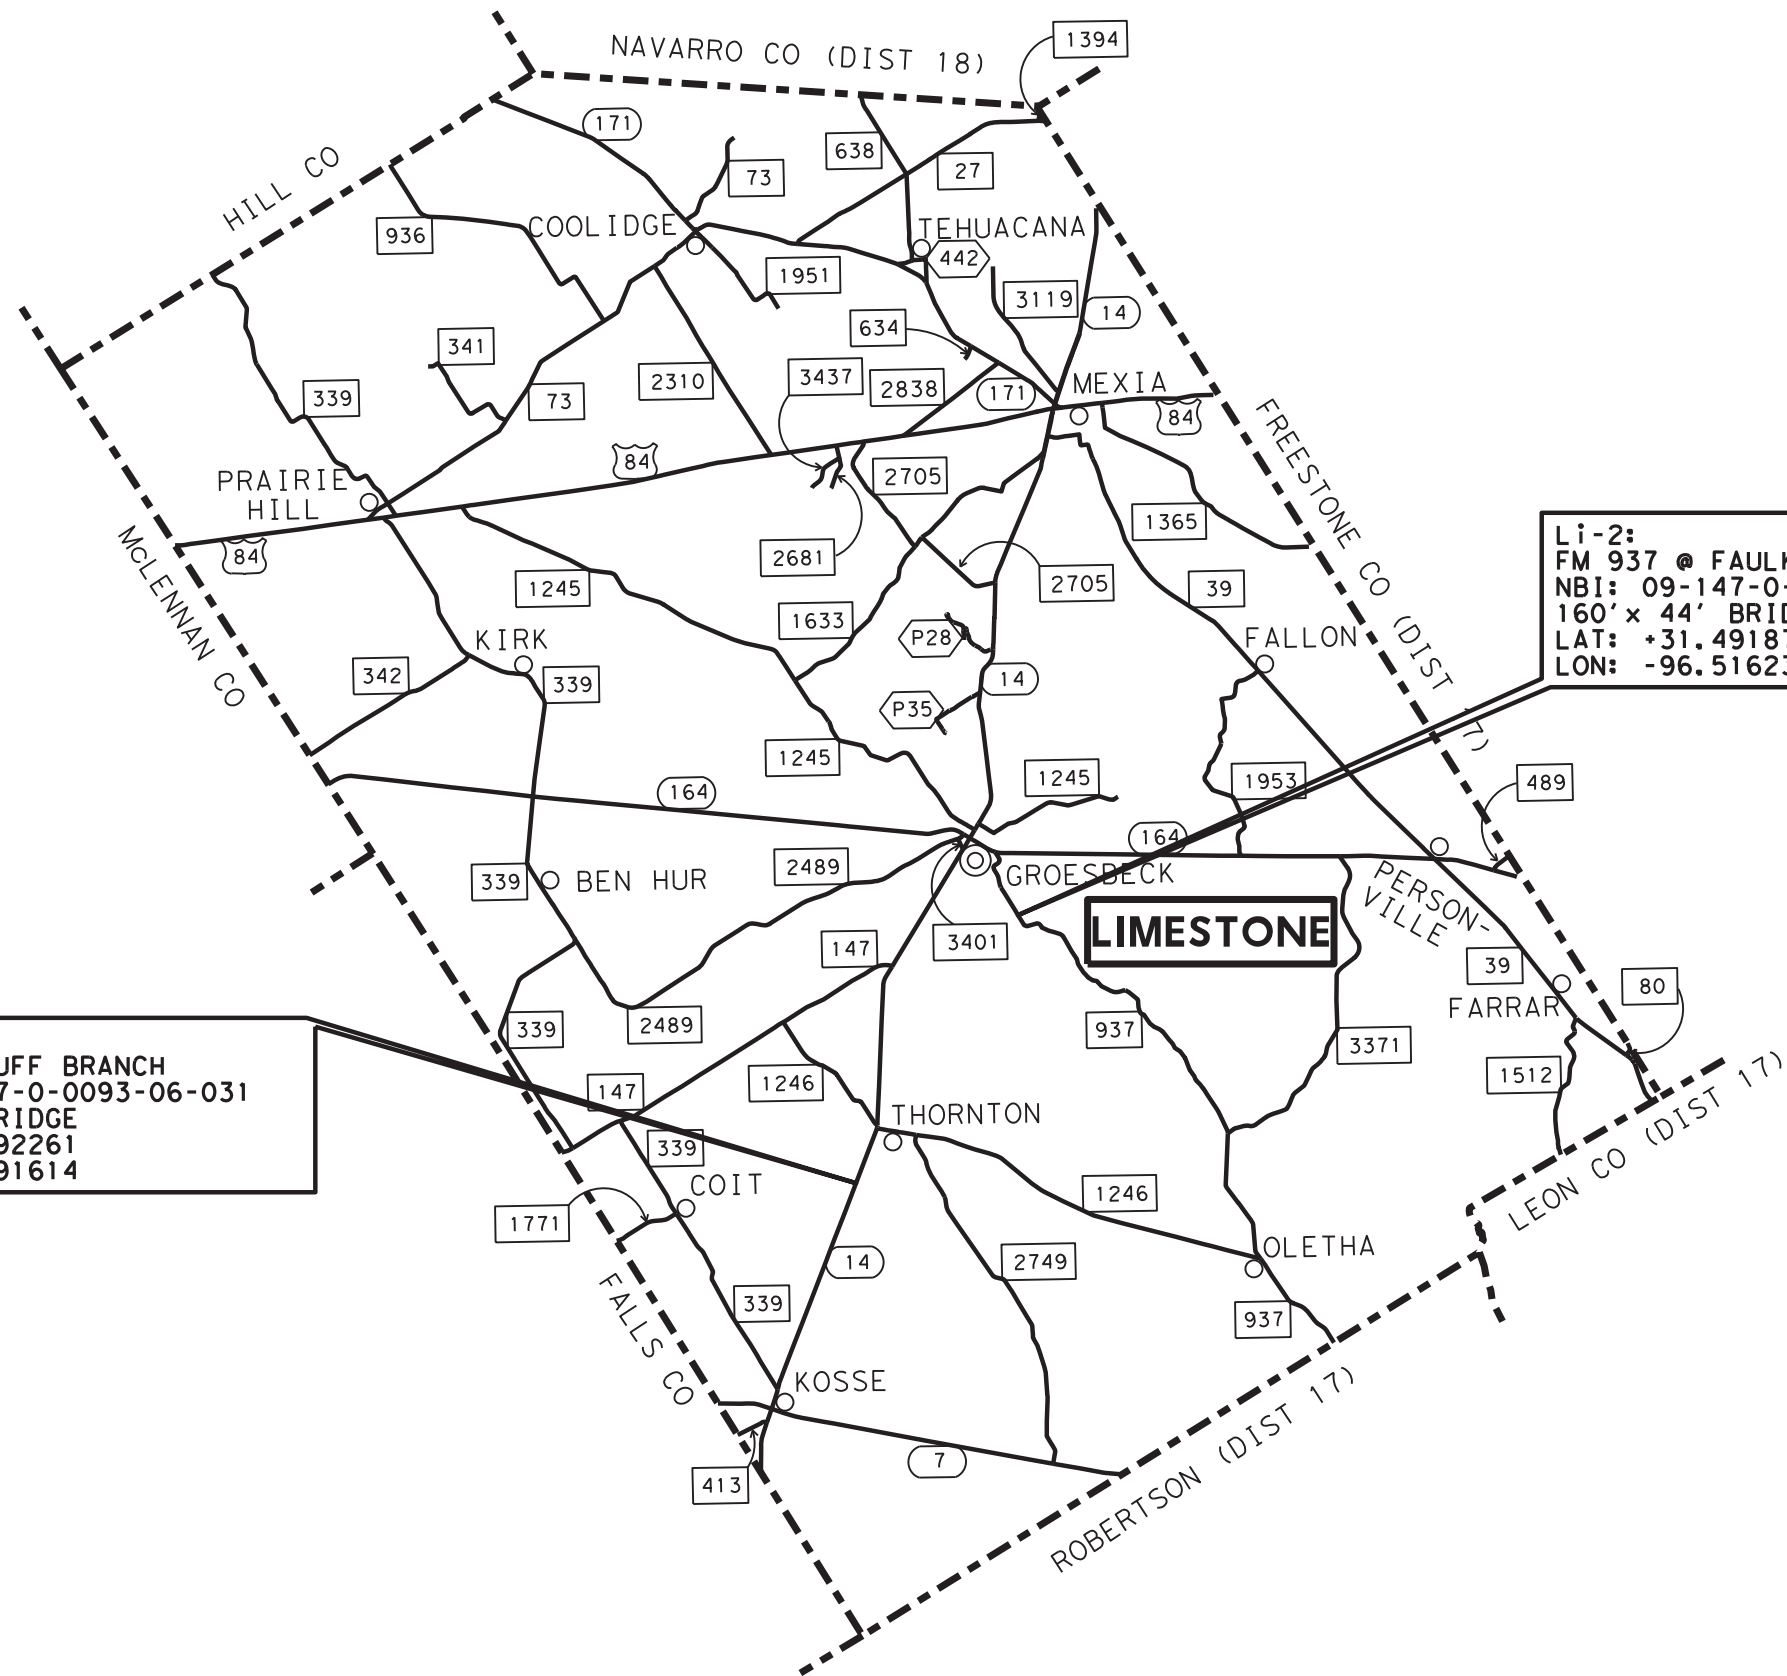 NAVARRO CO (DIST 18)
1394
171
638
27
73
HILL CO
936
COOLIDGE
TEHUACANA
442
1951
3119
14
634
341
3437
2310
2838
171
MEXIA
339
73
84
84
FREESTONE CO (DIST 17)
PRAIRIE
HILL
2705
84
1365
McLENNAN CO
2681
1245
2705
39
1633
P28
KIRK
FALLON
342
339
14
P35
Li-2:
FM 937 @
NBI: 09-147-0-
160'x 44'
LAT: +31.4918
LON: -96.5162
1245
1245
1953
489
164
164
2489
339
BEN HUR
GROESBECK
PERSON-
VILLE
LIMESTONE
147
3401
39
80
FARRAR
339
2489
937
3371
BRANCH
7-0-0093-06-031
92261
91614
147
1246
1512
THORNTON
LEON CO (DIST 17)
339
COIT
1246
1771
OLETHA
14
2749
339
937
FALLS CO
KOSSE
7
413
ROBERTSON (DIST 17)